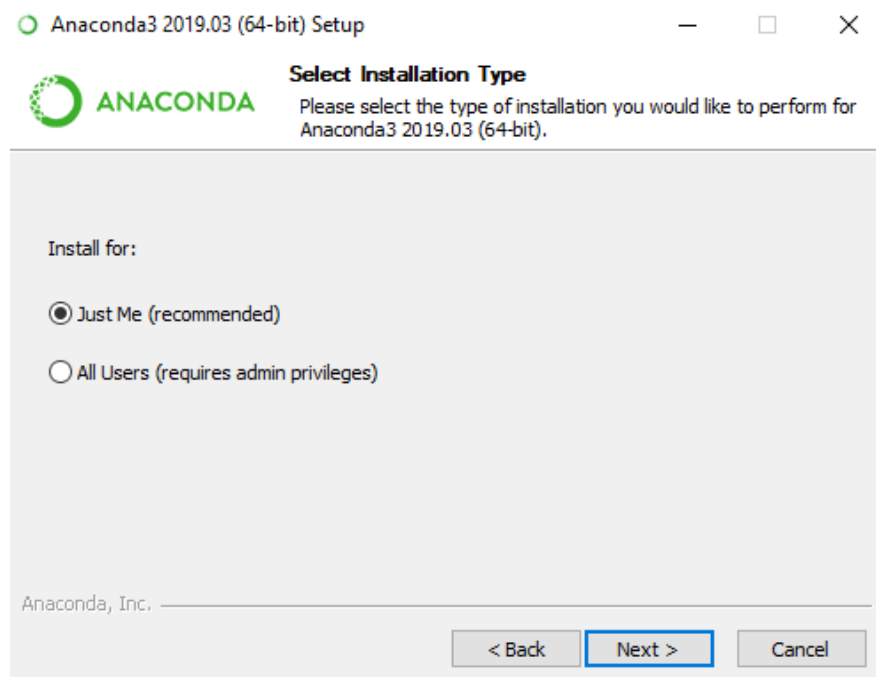 Anaconda3 2019.03 (64-bit) Setup
ANACONDA
Select Installation Type
Please select the type of installation you would like to perform for
Anaconda3 2019.03 (64-bit).
Install for:
Just Me (recommended)
All Users (requires admin privileges)
Anaconda, Inc.
< Back
Next >
Cancel